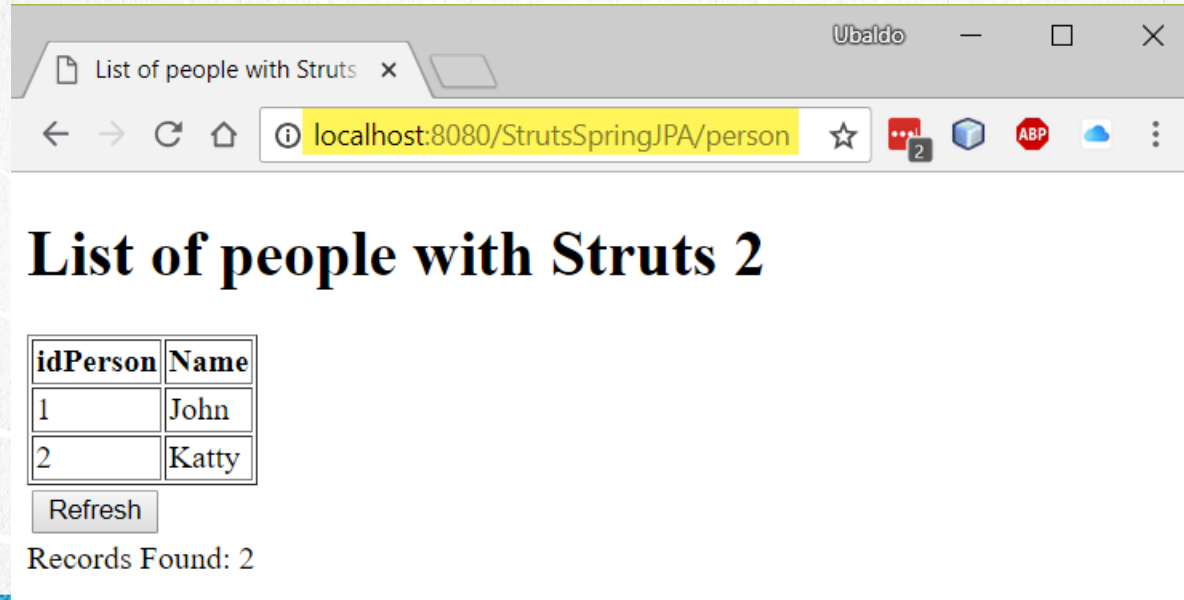 Ubaldo
List of people with Struts
localhost:8080/StrutsSpringJPA/person
2
ABP
List of people with Struts 2
idPerson Name
1 John
2 Katty
Refresh
Records Found: 2